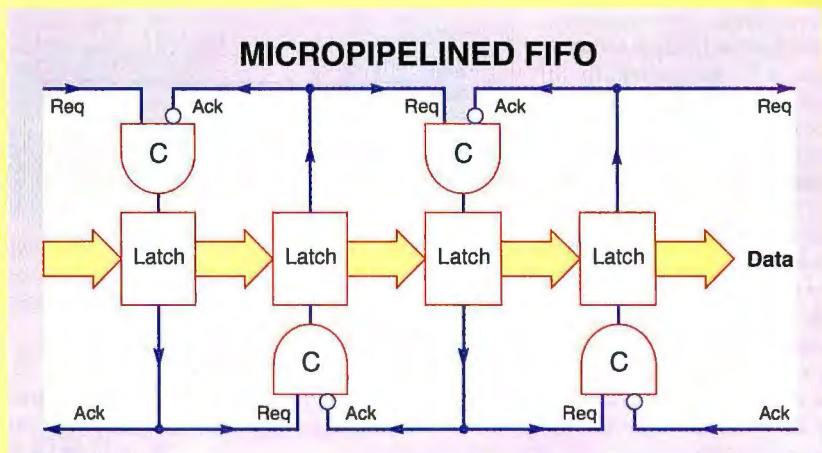 MICROPIPELINED FIFO
Req Ack Req Ack Req
C C
Latch Latch Latch Latch Data
C C
Ack Req Ack Req Ack